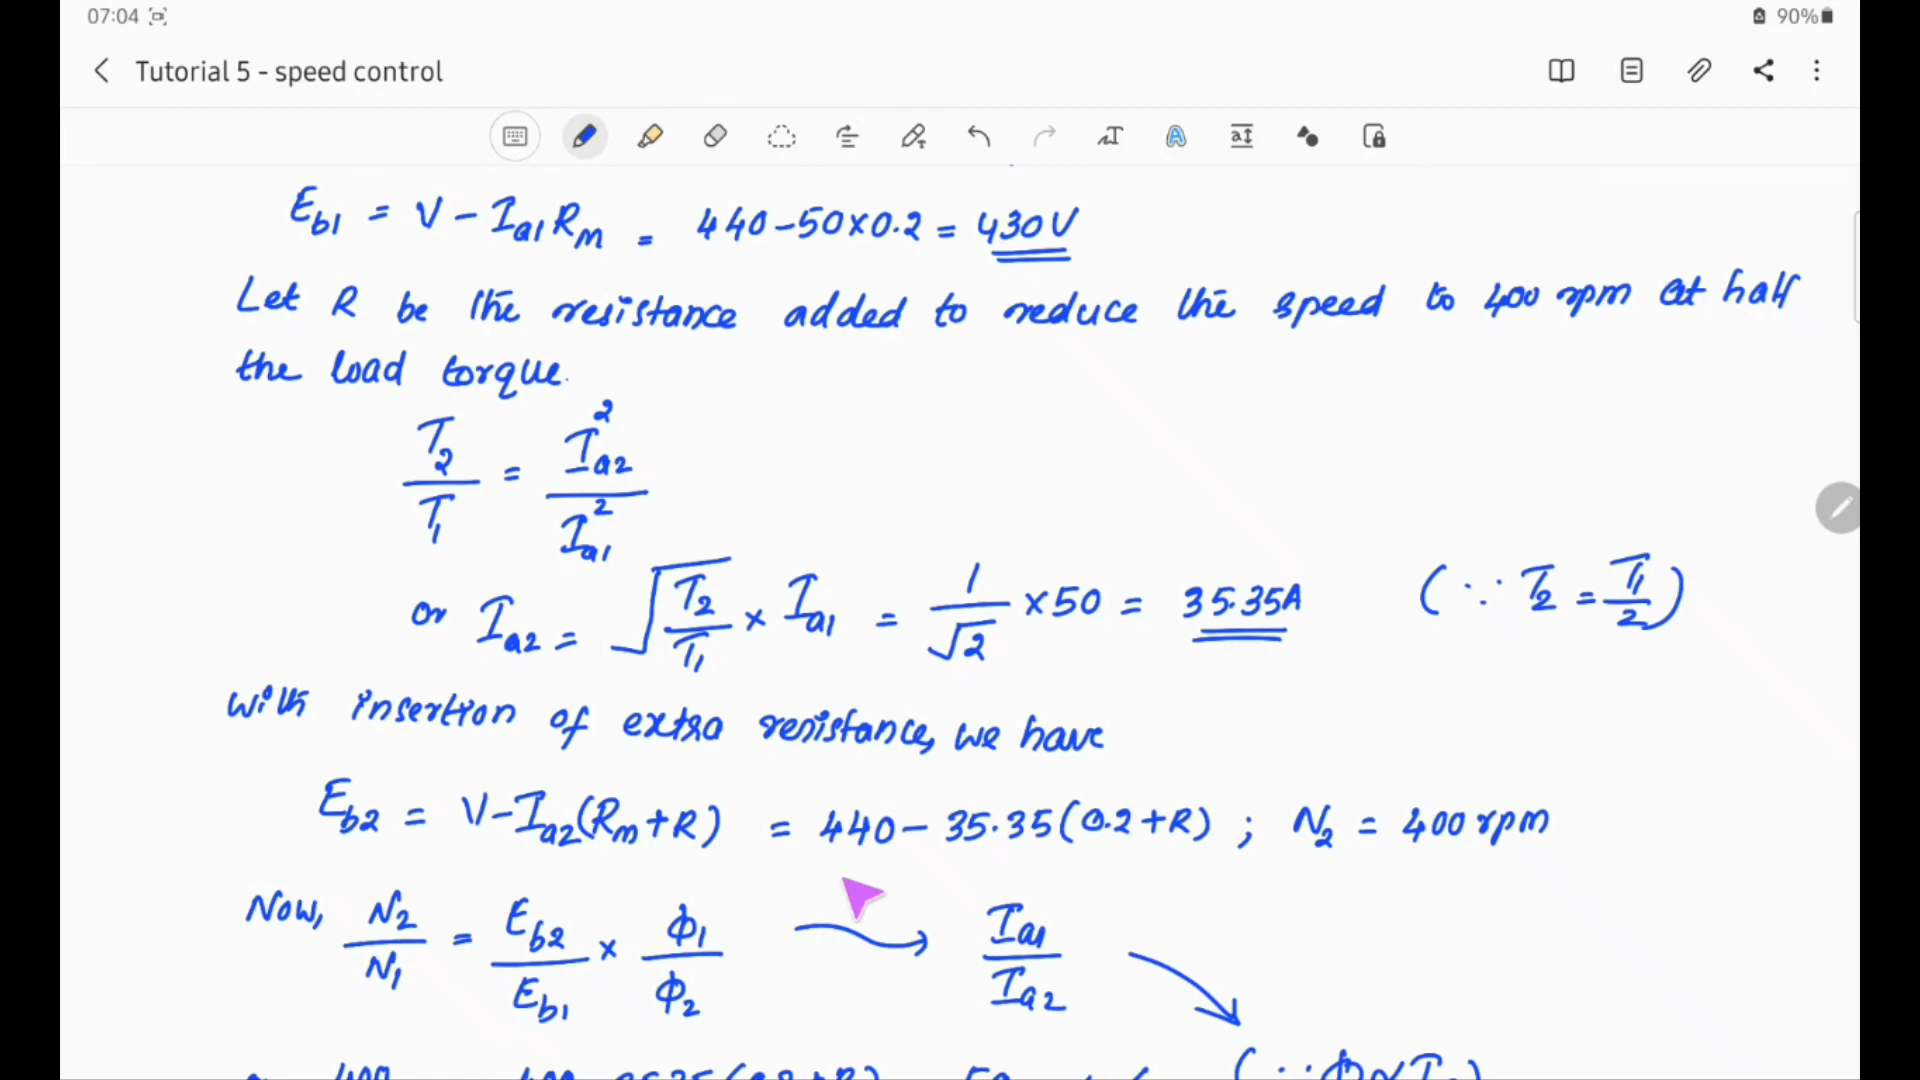 07:04 90%
Tutorial 5 - speed control
Eb1 = V - Ia1 Rm = 440-50×0.2 = 430V
Let R be the resistance added to reduce the speed to 400 rpm at half
the load torque.
T2/T1 = Ia2²/Ia1²
or Ia2 = √(T2/T1) × Ia1 = 1/√2 ×50 = 35.35A (∵ T2 = T1/2)
with insertion of extra resistance, we have
Eb2 = V-Ia2(Rm+R) = 440-35.35(0.2+R) ; N2 = 400 rpm
Now, N2/N1 = Eb2/Eb1 × Φ1/Φ2 → Ia1/Ia2